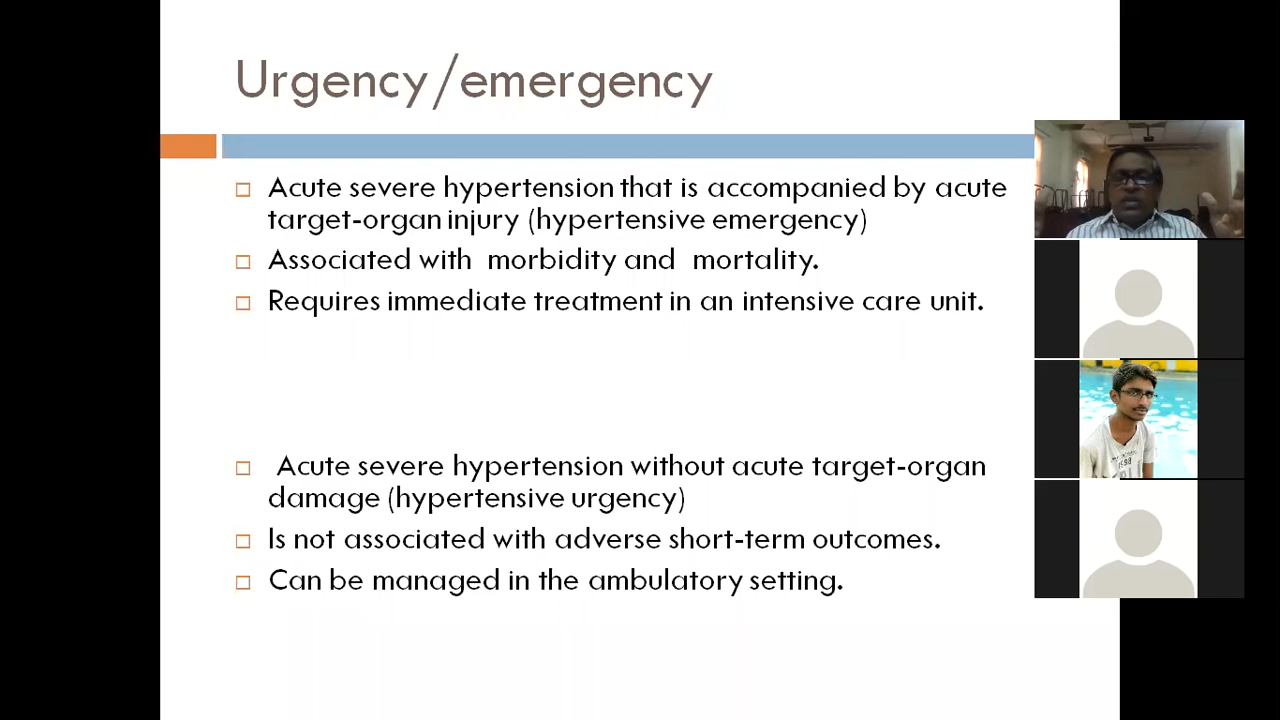 Urgency/emergency
Acute severe hypertension that is accompanied by acute
target-organ injury (hypertensive emergency)
Associated with morbidity and mortality.
Requires immediate treatment in an intensive care unit.
Acute severe hypertension without acute target-organ
damage (hypertensive urgency)
Is not associated with adverse short-term outcomes.
Can be managed in the ambulatory setting.